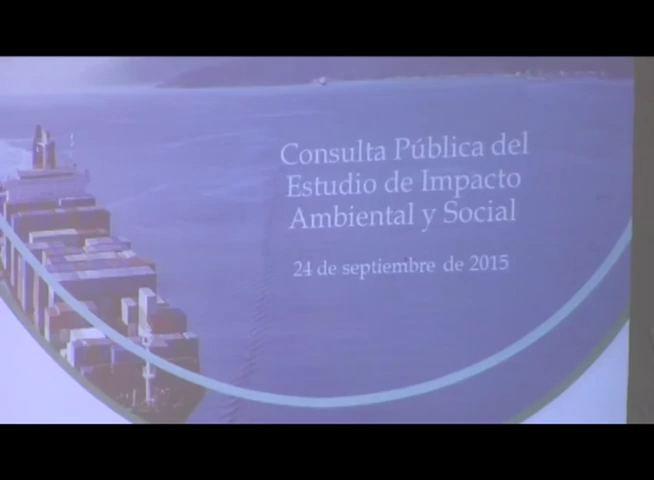 Consulta Pública del
Estudio de Impacto
Ambiental y Social
24 de septiembre de 2015